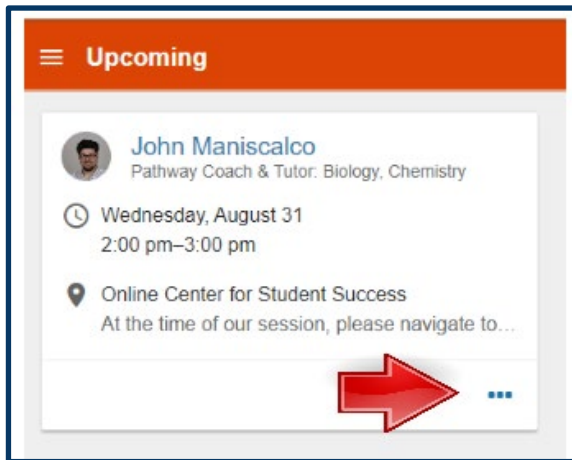 Upcoming
John Maniscalco
Pathway Coach & Tutor: Biology, Chemistry
Wednesday, August 31
2:00 pm–3:00 pm
Online Center for Student Success
At the time of our session, please navigate to...